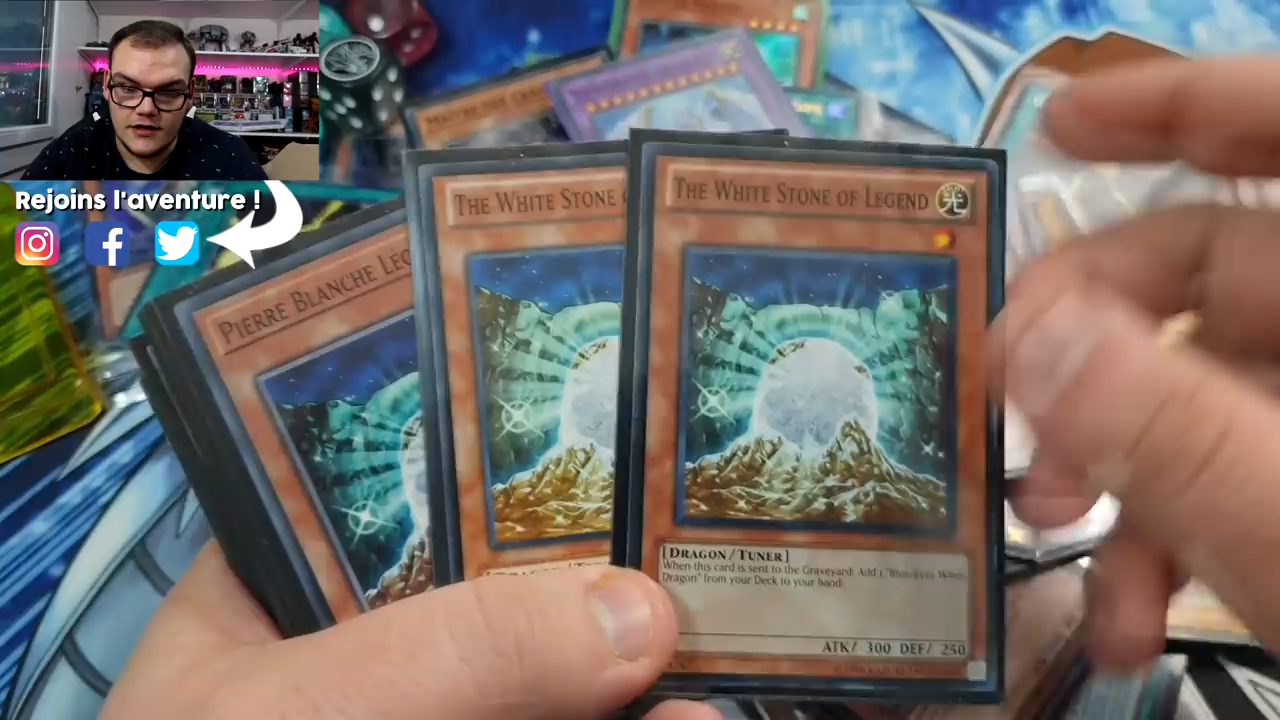 Rejoins l'aventure !
PIERRE BLANCHE
THE WHITE STONE
THE WHITE STONE OF LEGEND
[DRAGON/TUNER]
When this card is sent to the Graveyard: Add 1 "Blue-Eyes White
Dragon" from your Deck to your hand.
ATK/ 300 DEF/ 250